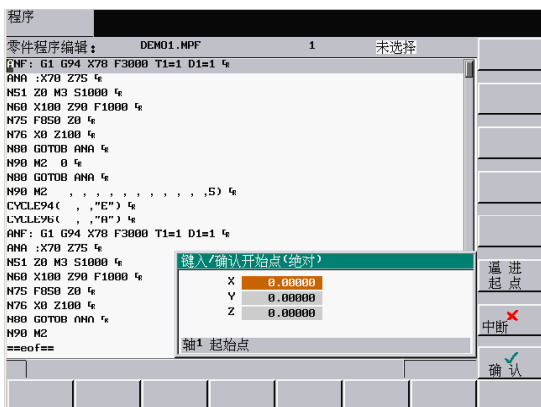 程序
零件程序编辑: DEMO1.MPF 1 未选择
ANF: G1 G94 X78 F3000 T1=1 D1=1 ␍
ANA :X70 Z75 ␍
N51 Z0 M3 S1000 ␍
N60 X100 Z90 F1000 ␍
N75 F850 Z0 ␍
N76 X0 Z100 ␍
N80 GOTOB ANA ␍
N90 M2 0 ␍
N80 GOTOB ANA ␍
N90 M2 , , , , , , , , , , ,5) ␍
CYCLE94( , ,"E") ␍
CYCLE96( , ,"A") ␍
ANF: G1 G94 X78 F3000 T1=1 D1=1 ␍
ANA :X70 Z75 ␍
N51 Z0 M3 S1000 ␍
N60 X100 Z90 F1000 ␍
N75 F850 Z0 ␍
N76 X0 Z100 ␍
N80 GOTOB ANA ␍
N90 M2
==eof==
键入/确认开始点(绝对)
X 0.00000
Y 0.00000
Z 0.00000
轴1 起始点
逼 进
起 点
中断
确 认